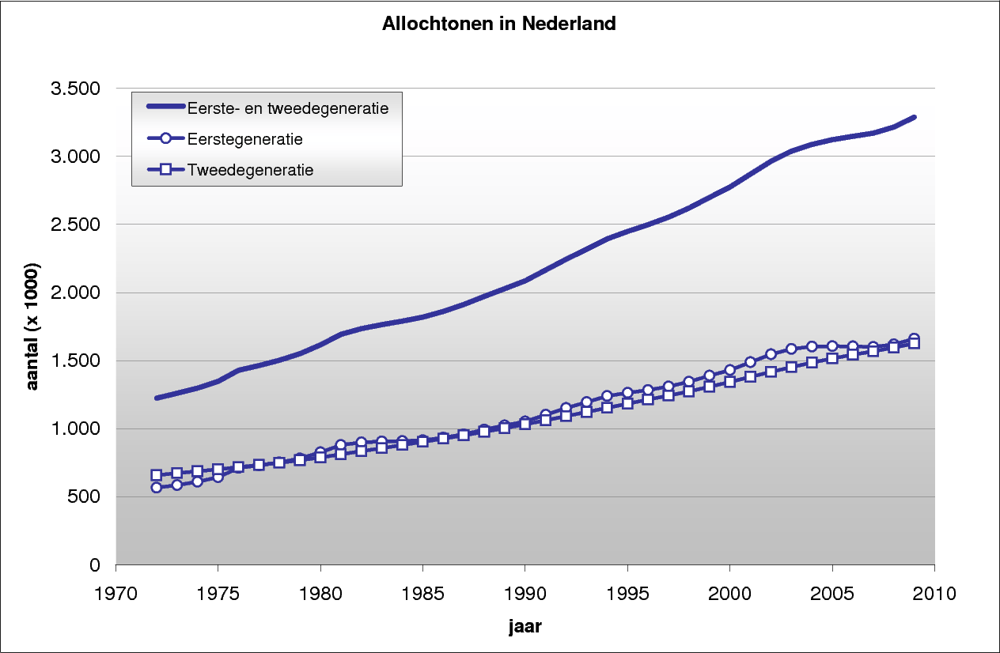 Allochtonen in Nederland
3.500
3.000
2.500
2.000
1.500
1.000
500
0
aantal (x 1000)
Eerste- en tweedegeneratie
Eerstegeneratie
Tweedegeneratie
1970 1975 1980 1985 1990 1995 2000 2005 2010
jaar